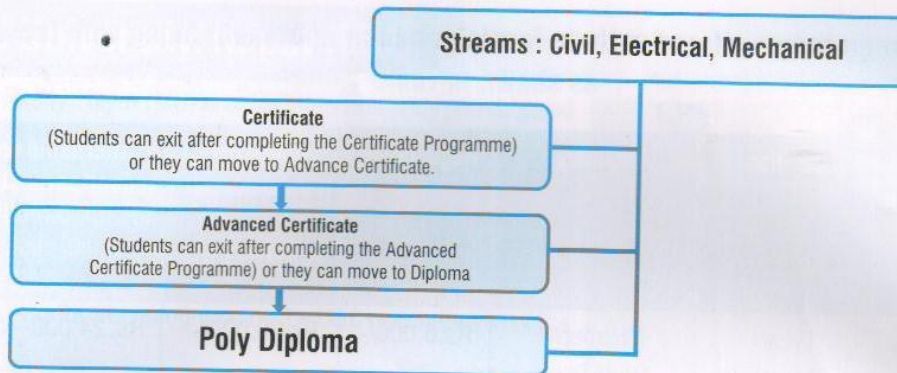 Streams : Civil, Electrical, Mechanical
Certificate
(Students can exit after completing the Certificate Programme)
or they can move to Advance Certificate.
Advanced Certificate
(Students can exit after completing the Advanced
Certificate Programme) or they can move to Diploma
Poly Diploma